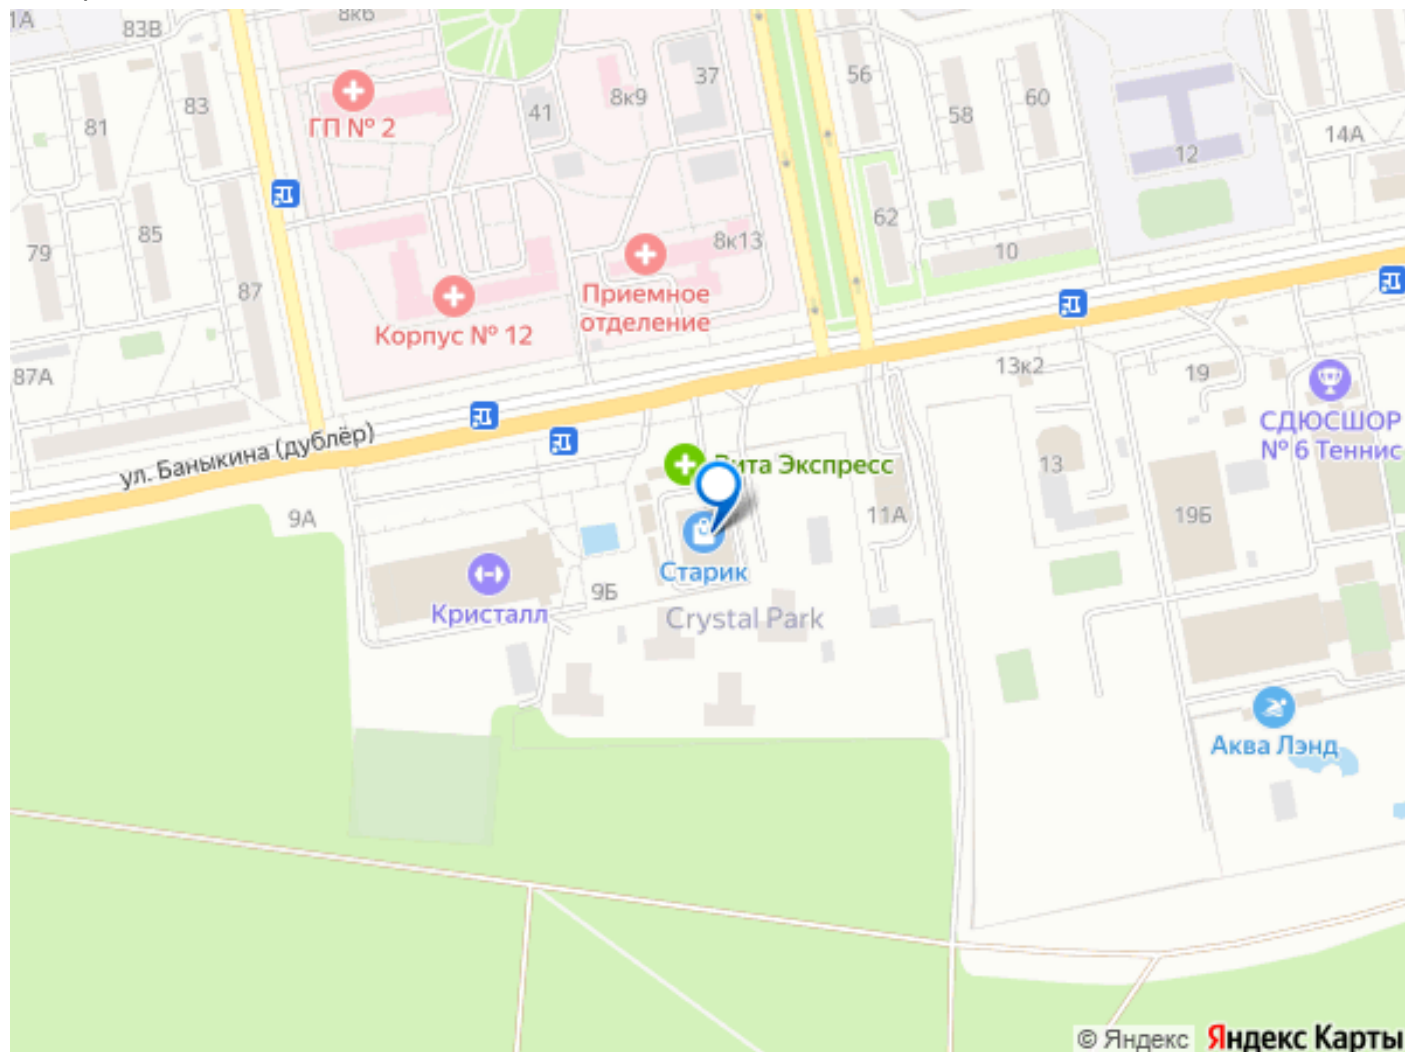 1А
83В
8к6
83
81
ГП № 2
41
8к9
37
56
58
60
12
14А
79
85
87
62
10
8к13
Приемное
отделение
Корпус № 12
87А
13к2
19
СДЮСШОР
№ 6 Теннис
ул. Баныкина (дублёр)
Вита Экспресс
13
9А
11А
19Б
Старик
9Б
Кристалл
Crystal Park
Аква Лэнд
© Яндекс Яндекс Карты